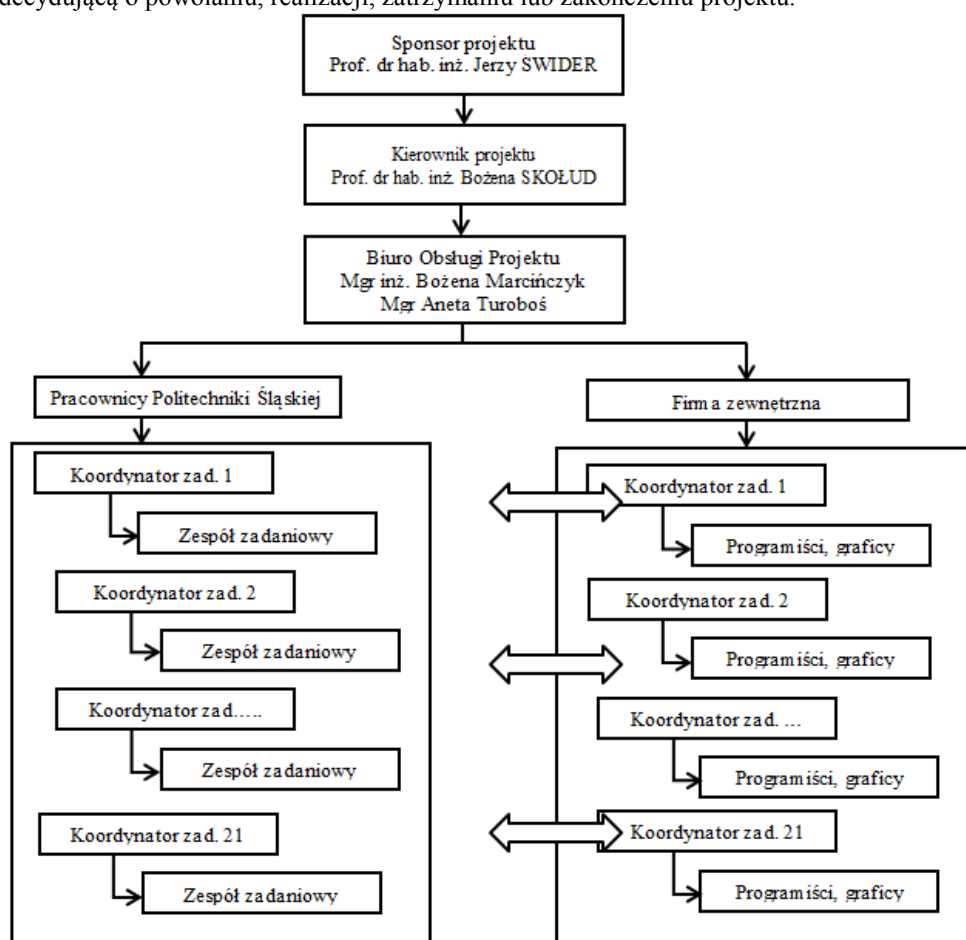 decydującą o powołaniu, realizacji, zatrzymaniu lub zakończeniu projektu.
Sponsor projektu
Prof. dr hab. inż. Jerzy ŚWIDER
Kierownik projektu
Prof. dr hab. inż. Bożena SKOŁUD
Biuro Obsługi Projektu
Mgr inż. Bożena Marcińczyk
Mgr Aneta Turoboś
Pracownicy Politechniki Śląskiej
Koordynator zad. 1
Zespół zadaniowy
Koordynator zad. 2
Zespół zadaniowy
Koordynator zad.....
Zespół zadaniowy
Koordynator zad. 21
Zespół zadaniowy
Firma zewnętrzna
Koordynator zad. 1
Programiści, graficy
Koordynator zad. 2
Programiści, graficy
Koordynator zad. ...
Programiści, graficy
Koordynator zad. 21
Programiści, graficy